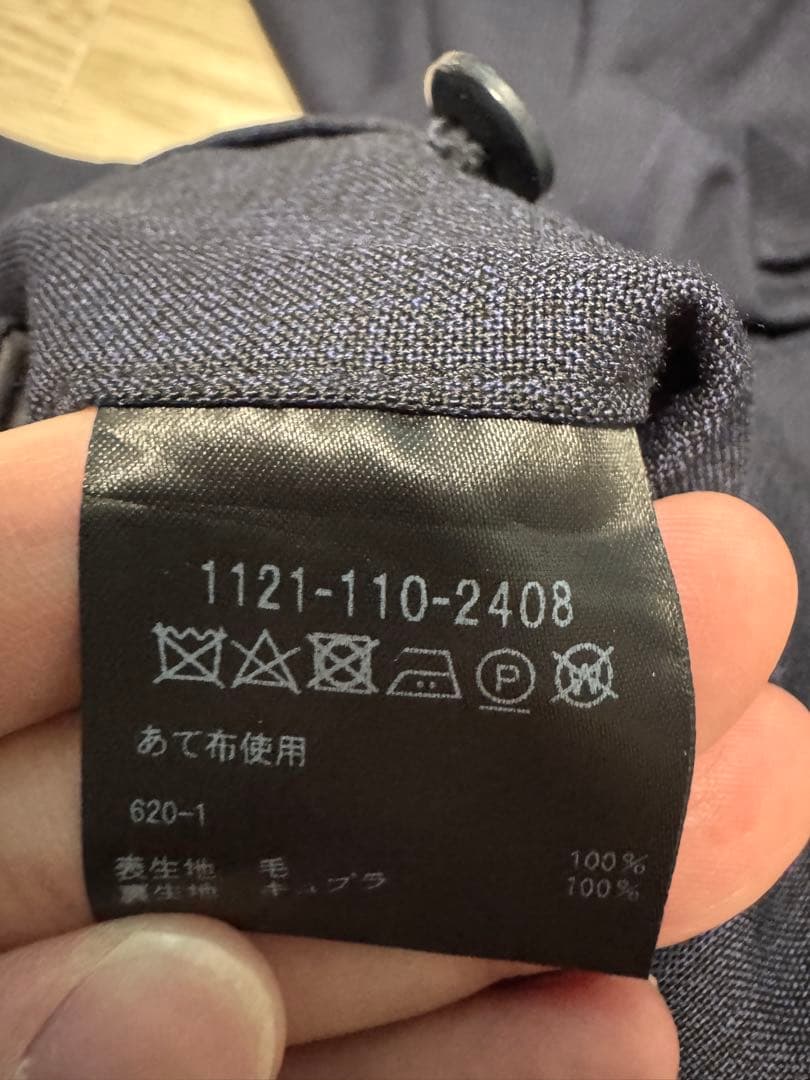 1121-110-2408
P W
あて布使用
620-1
表生地 毛 100%
裏生地 キュプラ 100%